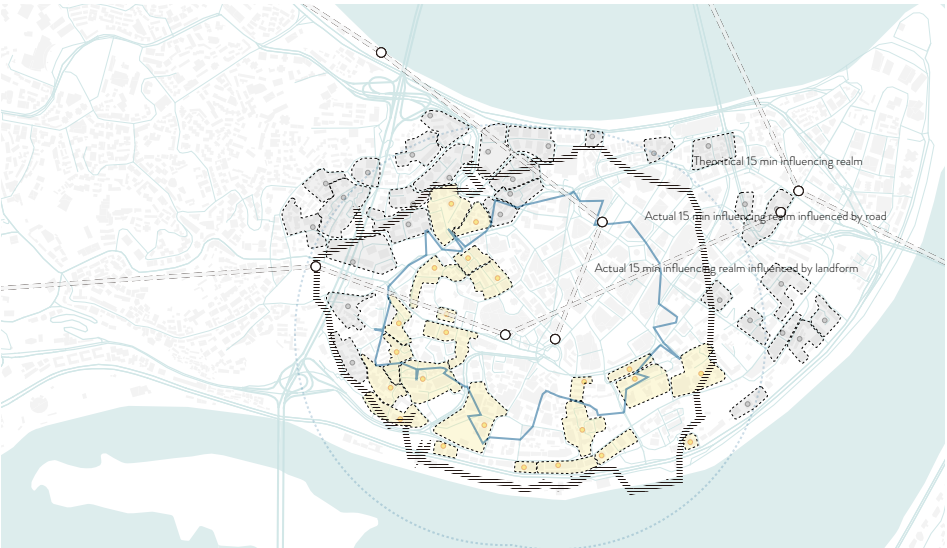 Theoritical 15 min influencing realm
Actual 15 min influencing realm influenced by road
Actual 15 min influencing realm influenced by landform